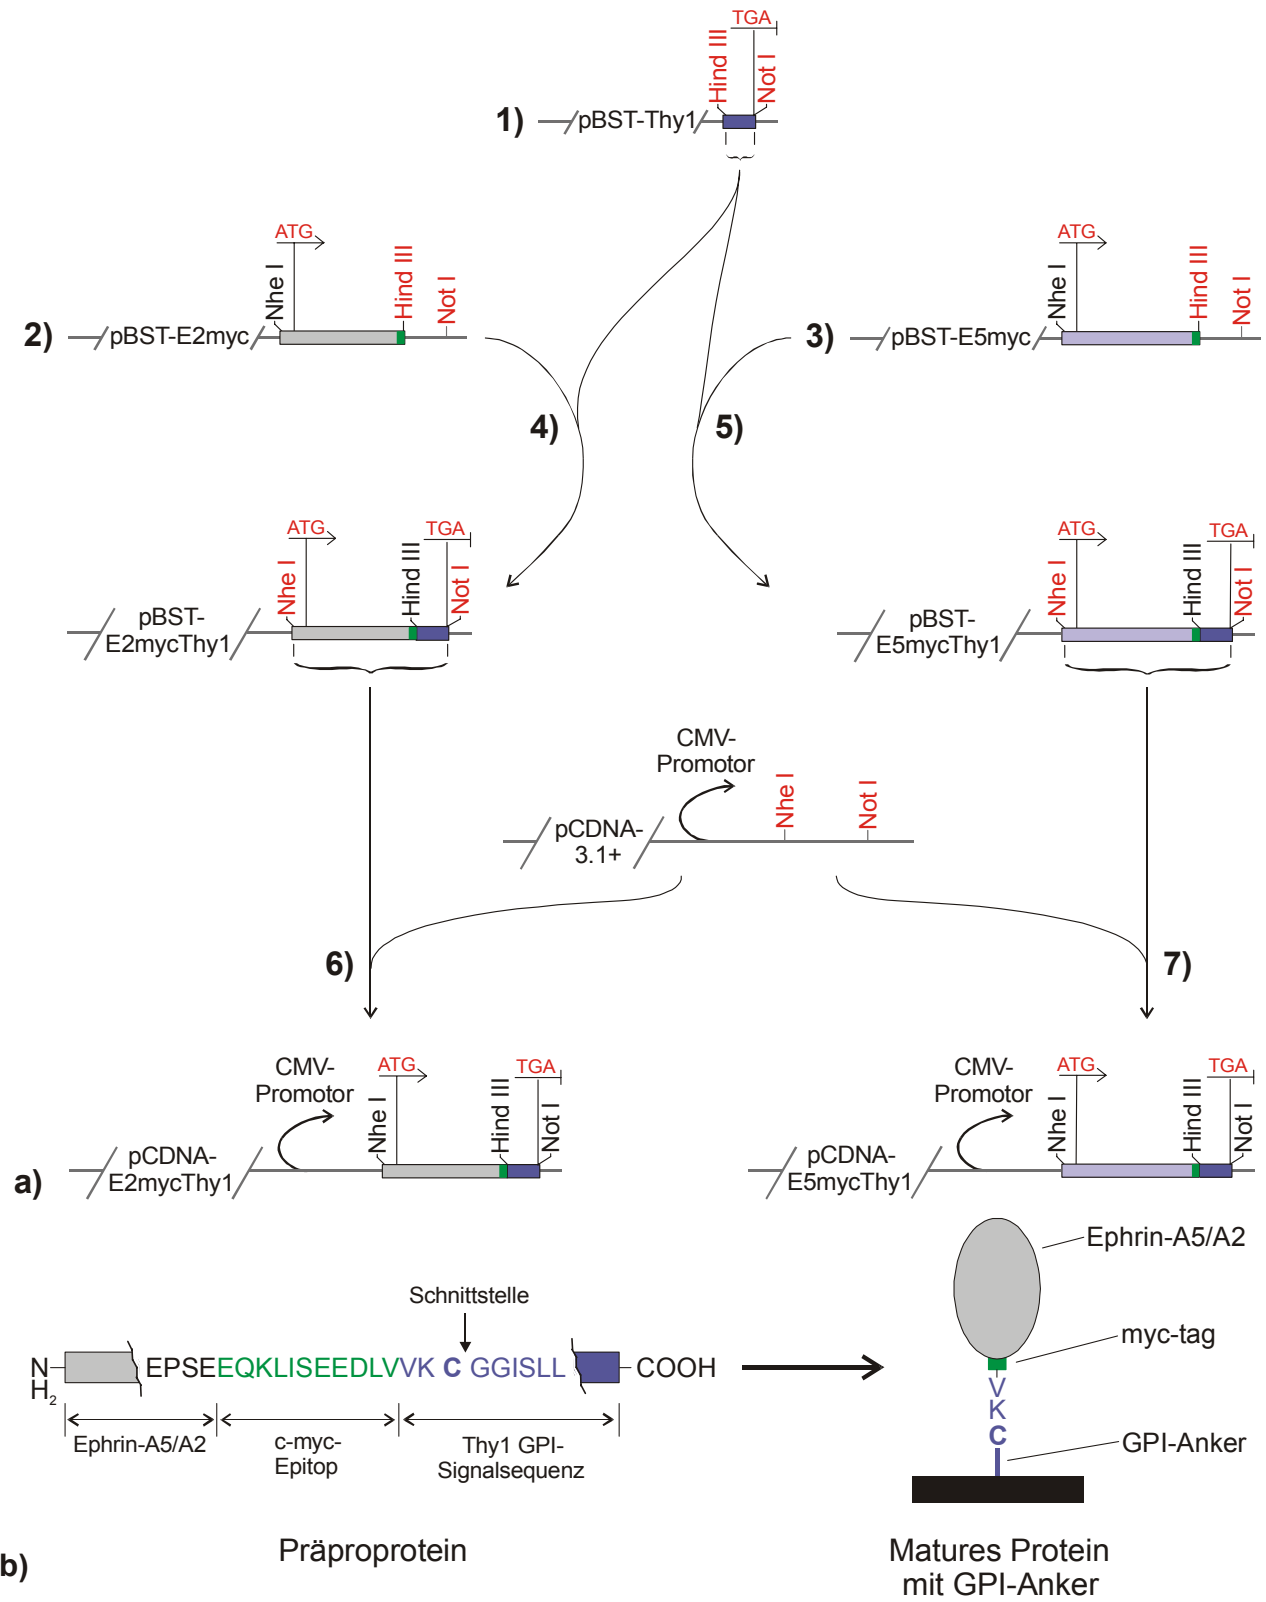 TGA
Hind III
Not I
1)
pBST-Thy1
ATG
Nhe I
Hind III
Not I
2)
pBST-E2myc
ATG
Nhe I
Hind III
Not I
3)
pBST-E5myc
4)
5)
ATG
TGA
Nhe I
Hind III
Not I
pBST-
E2mycThy1
ATG
TGA
Nhe I
Hind III
Not I
pBST-
E5mycThy1
CMV-
Promotor
Nhe I
Not I
pCDNA-
3.1+
6)
7)
CMV-
Promotor
ATG
TGA
Nhe I
Hind III
Not I
pCDNA-
E2mycThy1
CMV-
Promotor
ATG
TGA
Nhe I
Hind III
Not I
pCDNA-
E5mycThy1
a)
Schnittstelle
NH2
EPSEEQKLISEEDLVVK C GGISLL
COOH
Ephrin-A5/A2
c-myc-
Epitop
Thy1 GPI-
Signalsequenz
Ephrin-A5/A2
myc-tag
V
K
C
GPI-Anker
b)
Präproprotein
Matures Protein
mit GPI-Anker